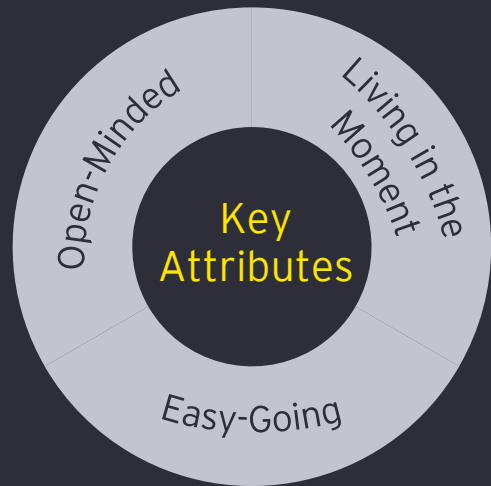 Key
Attributes
Living in the
Moment
Easy-Going
Open-Minded